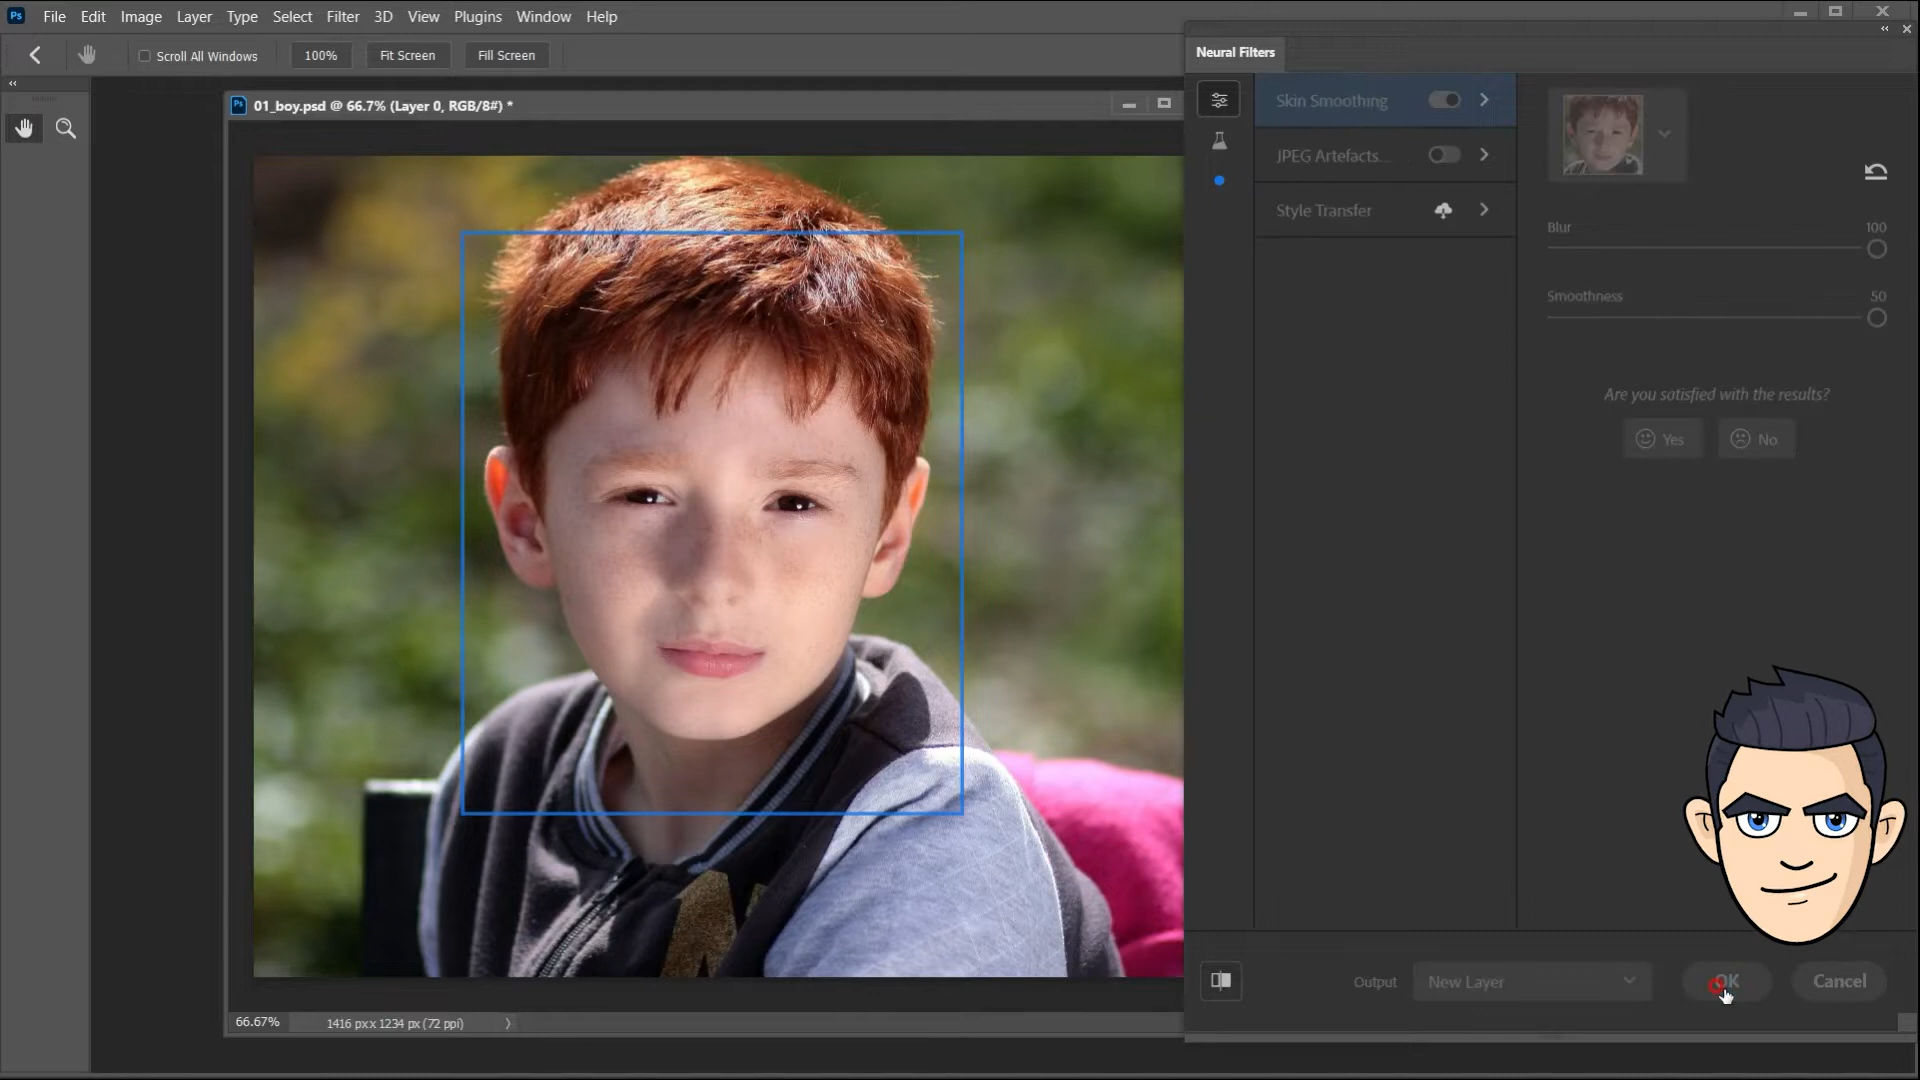 Ps File Edit Image Layer Type Select Filter 3D View Plugins Window Help
Scroll All Windows 100% Fit Screen Fill Screen
Neural Filters
Ps 01_boy.psd @ 66.7% (Layer 0, RGB/8#) *
Skin Smoothing
JPEG Artefacts...
Style Transfer
Blur 100
Smoothness 50
Are you satisfied with the results?
Yes No
Output New Layer OK Cancel
66.67% 1416 px x 1234 px (72 ppi)